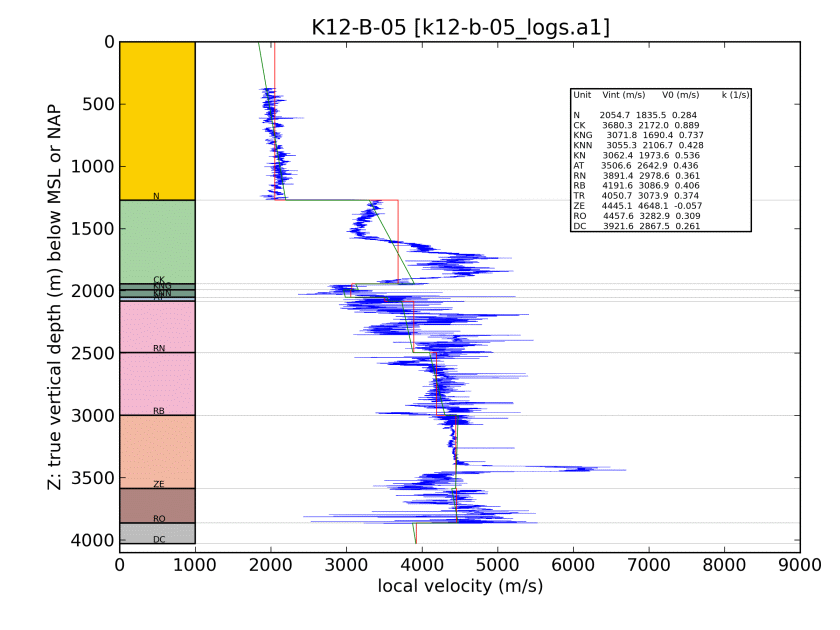 K12-B-05 [k12-b-05_logs.a1]
Z: true vertical depth (m) below MSL or NAP
0
500
1000
1500
2000
2500
3000
3500
4000
N
CK
KNG
KNN
RN
RB
ZE
RO
DC
Unit Vint (m/s) V0 (m/s) k (1/s)
N 2054.7 1835.5 0.284
CK 3680.3 2172.0 0.889
KNG 3071.8 1690.4 0.737
KNN 3055.3 2106.7 0.428
KN 3062.4 1973.6 0.536
AT 3506.6 2642.9 0.436
RN 3891.4 2978.6 0.361
RB 4191.6 3086.9 0.406
TR 4050.7 3073.9 0.374
ZE 4445.1 4648.1 -0.057
RO 4457.6 3282.9 0.309
DC 3921.6 2867.5 0.261
0 1000 2000 3000 4000 5000 6000 7000 8000 9000
local velocity (m/s)